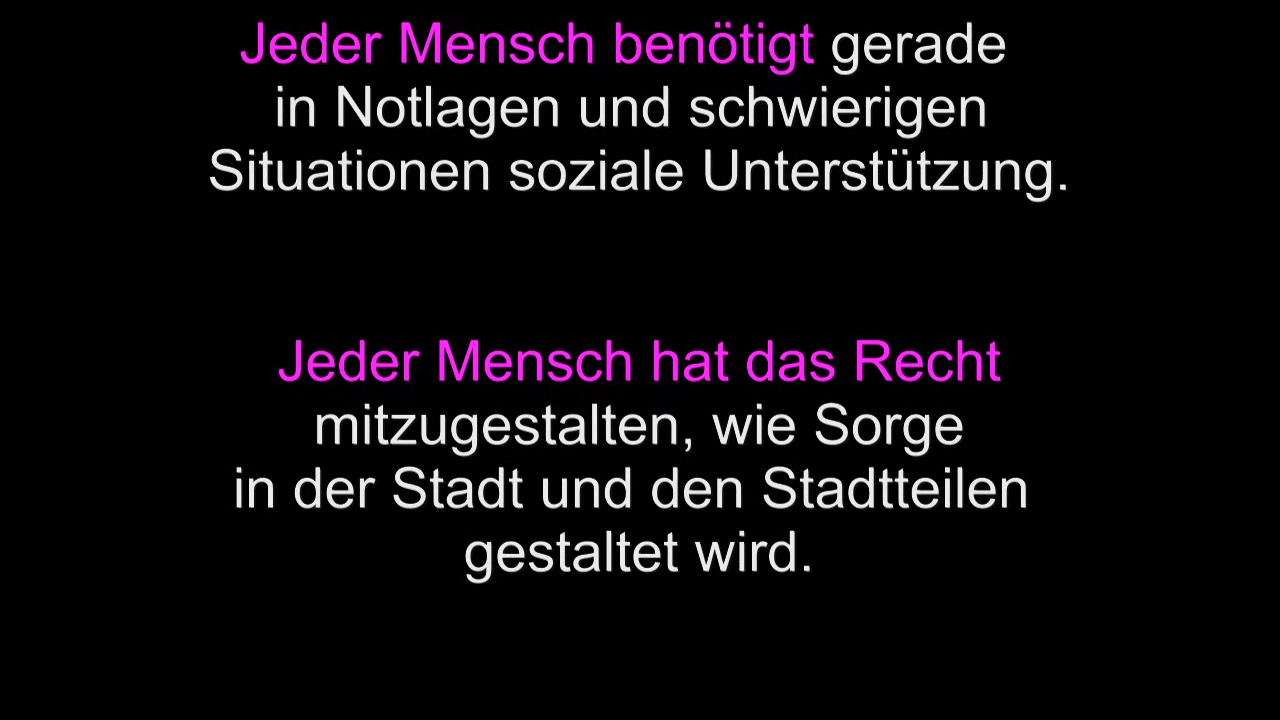 Jeder Mensch benötigt gerade
in Notlagen und schwierigen
Situationen soziale Unterstützung.
Jeder Mensch hat das Recht
mitzugestalten, wie Sorge
in der Stadt und den Stadtteilen
gestaltet wird.